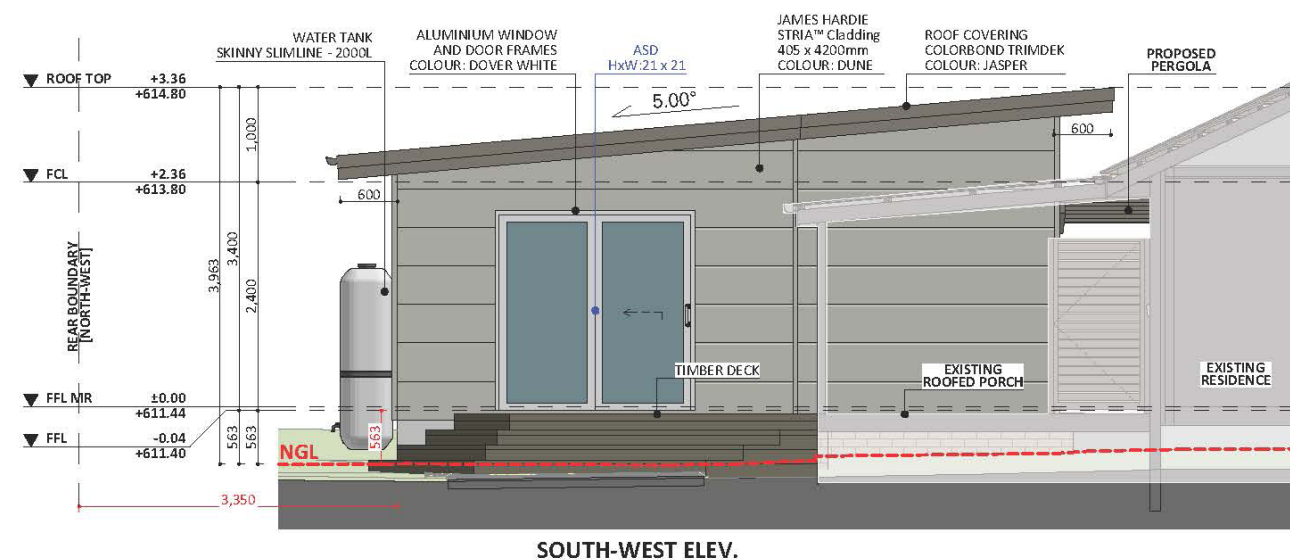 WATER TANK
SKINNY SLIMLINE - 2000L
ALUMINIUM WINDOW
AND DOOR FRAMES
COLOUR: DOVER WHITE
ASD
HxW:21 x 21
JAMES HARDIE
STRIA™ Cladding
405 x 4200mm
COLOUR: DUNE
ROOF COVERING
COLORBOND TRIMDEK
COLOUR: JASPER
PROPOSED
PERGOLA
ROOF TOP +3.36
+614.80
5.00°
1,000
600
FCL +2.36
+613.80
600
REAR BOUNDARY
[NORTH-WEST]
3,963
3,400
2,400
TIMBER DECK
EXISTING
ROOFED PORCH
EXISTING
RESIDENCE
FFL MR ±0.00
+611.44
FFL -0.04
+611.40
563
563
563
NGL
3,350
SOUTH-WEST ELEV.